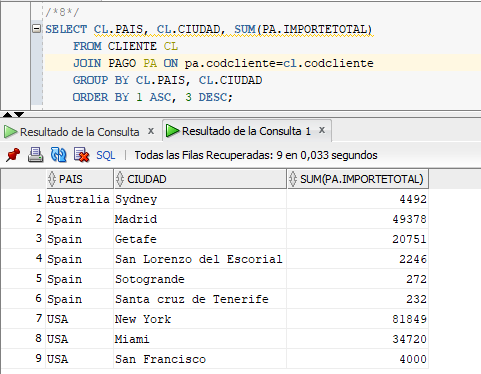 /*8*/
SELECT CL.PAIS, CL.CIUDAD, SUM(PA.IMPORTETOTAL)
FROM CLIENTE CL
JOIN PAGO PA ON pa.codcliente=cl.codcliente
GROUP BY CL.PAIS, CL.CIUDAD
ORDER BY 1 ASC, 3 DESC;
Resultado de la Consulta x Resultado de la Consulta 1 x
SQL | Todas las Filas Recuperadas: 9 en 0,033 segundos
PAIS CIUDAD SUM(PA.IMPORTETOTAL)
1 Australia Sydney 4492
2 Spain Madrid 49378
3 Spain Getafe 20751
4 Spain San Lorenzo del Escorial 2246
5 Spain Sotogrande 272
6 Spain Santa cruz de Tenerife 232
7 USA New York 81849
8 USA Miami 34720
9 USA San Francisco 4000